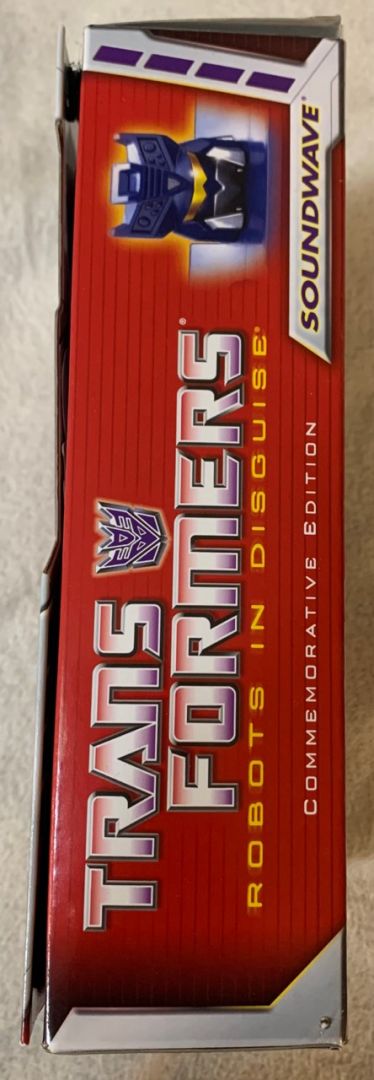 TRANSFORMERS®
ROBOTS IN DISGUISE®
COMMEMORATIVE EDITION
SOUNDWAVE®